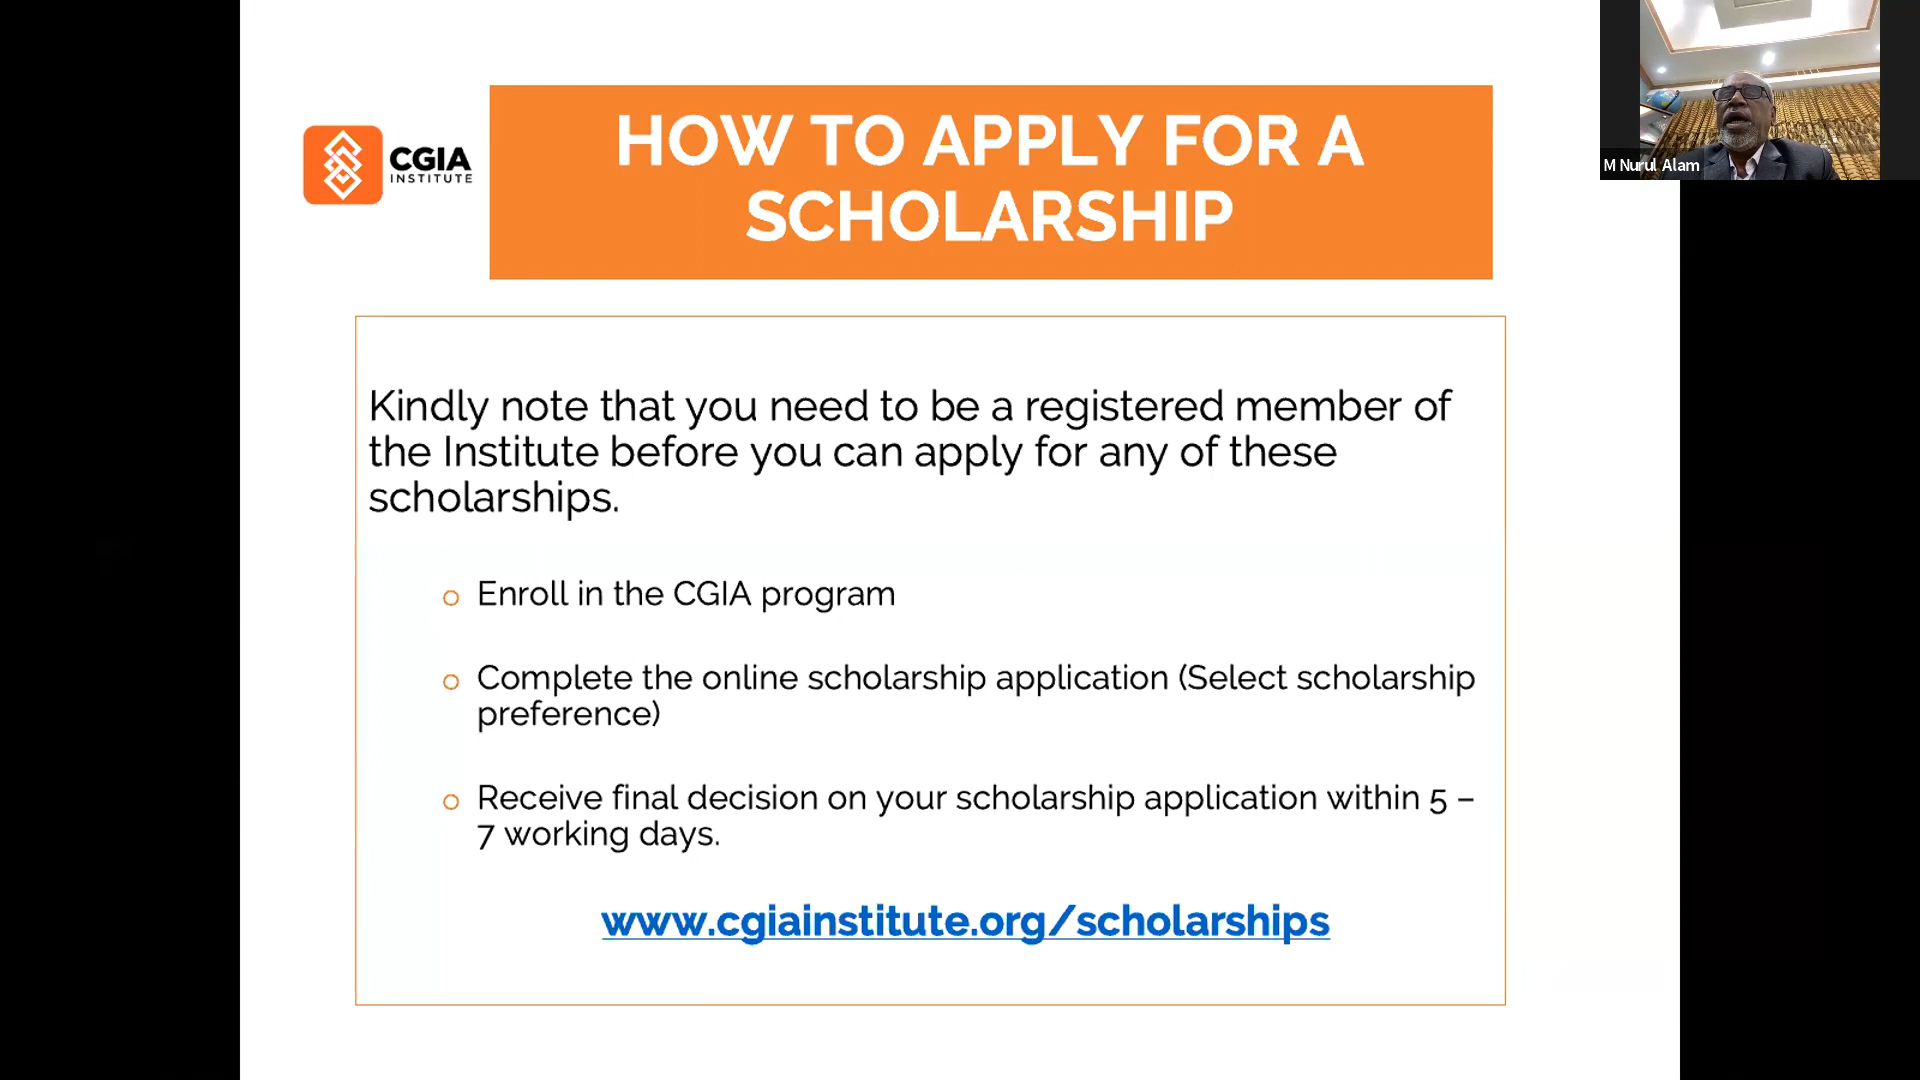 HOW TO APPLY FOR A
SCHOLARSHIP
CGIA
INSTITUTE
M Nurul Alam
Kindly note that you need to be a registered member of
the Institute before you can apply for any of these
scholarships.
o Enroll in the CGIA program
o Complete the online scholarship application (Select scholarship
preference)
o Receive final decision on your scholarship application within 5 –
7 working days.
www.cgiainstitute.org/scholarships